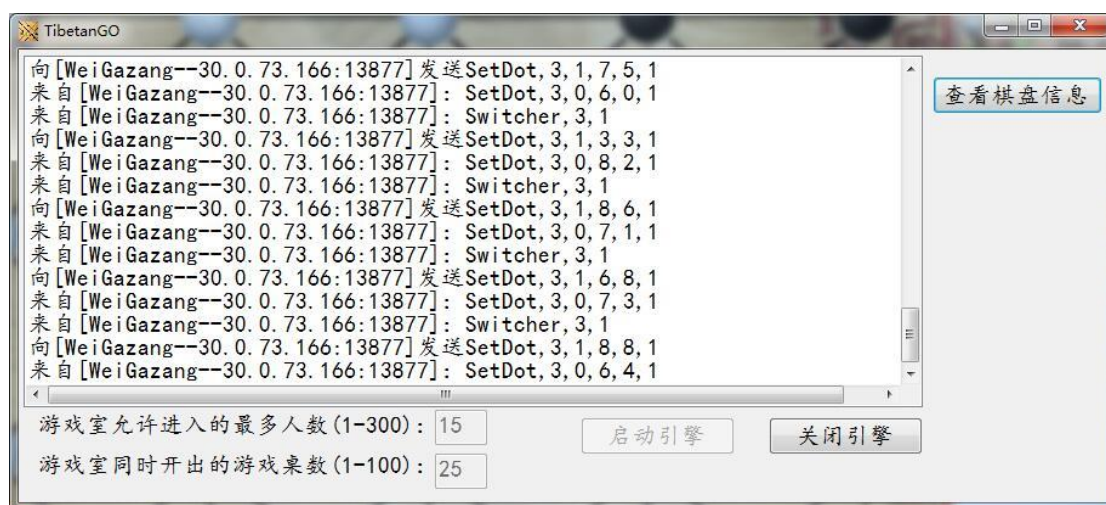 TibetanGO
向[WeiGazang--30.0.73.166:13877]发送SetDot,3,1,7,5,1
来自[WeiGazang--30.0.73.166:13877]: SetDot,3,0,6,0,1
来自[WeiGazang--30.0.73.166:13877]: Switcher,3,1
向[WeiGazang--30.0.73.166:13877]发送SetDot,3,1,3,3,1
来自[WeiGazang--30.0.73.166:13877]: SetDot,3,0,8,2,1
来自[WeiGazang--30.0.73.166:13877]: Switcher,3,1
向[WeiGazang--30.0.73.166:13877]发送SetDot,3,1,8,6,1
来自[WeiGazang--30.0.73.166:13877]: SetDot,3,0,7,1,1
来自[WeiGazang--30.0.73.166:13877]: Switcher,3,1
向[WeiGazang--30.0.73.166:13877]发送SetDot,3,1,6,8,1
来自[WeiGazang--30.0.73.166:13877]: SetDot,3,0,7,3,1
来自[WeiGazang--30.0.73.166:13877]: Switcher,3,1
向[WeiGazang--30.0.73.166:13877]发送SetDot,3,1,8,8,1
来自[WeiGazang--30.0.73.166:13877]: SetDot,3,0,6,4,1
查看棋盘信息
游戏室允许进入的最多人数(1-300): 15
启动引擎
关闭引擎
游戏室同时开出的游戏桌数(1-100): 25